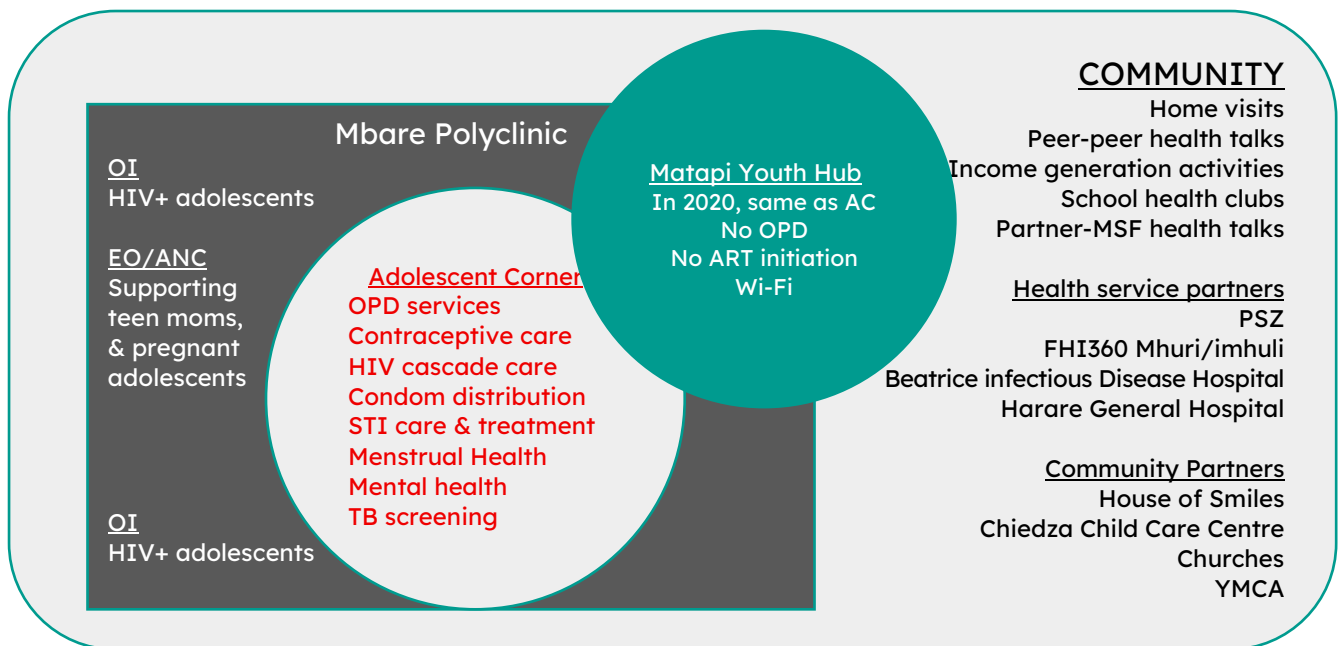 Mbare Polyclinic
OI
HIV+ adolescents
EO/ANC
Supporting
teen moms,
& pregnant
adolescents
OI
HIV+ adolescents
Adolescent Corner
OPD services
Contraceptive care
HIV cascade care
Condom distribution
STI care & treatment
Menstrual Health
Mental health
TB screening
Matapi Youth Hub
In 2020, same as AC
No OPD
No ART initiation
Wi-Fi
COMMUNITY
Home visits
Peer-peer health talks
Income generation activities
School health clubs
Partner-MSF health talks
Health service partners
PSZ
FHI360 Mhuri/imhuli
Beatrice infectious Disease Hospital
Harare General Hospital
Community Partners
House of Smiles
Chiedza Child Care Centre
Churches
YMCA